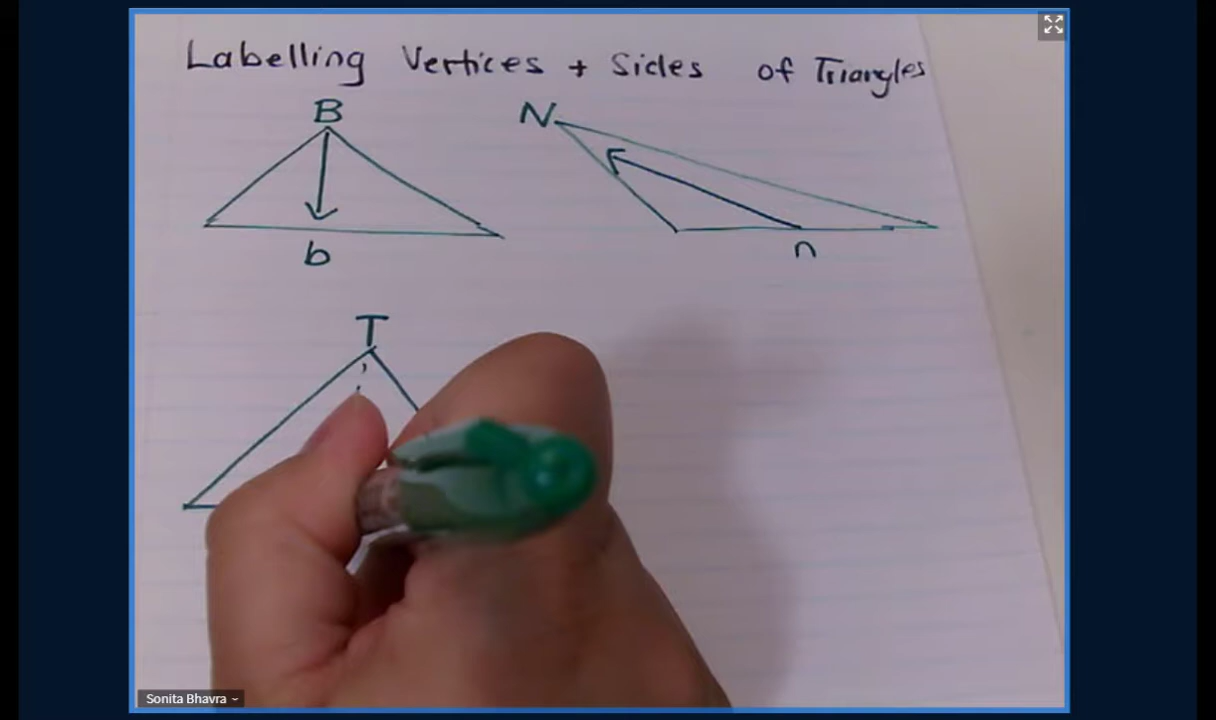 Labelling Vertices + Sides of Triangles
B N
b n
T
Sonita Bhavra